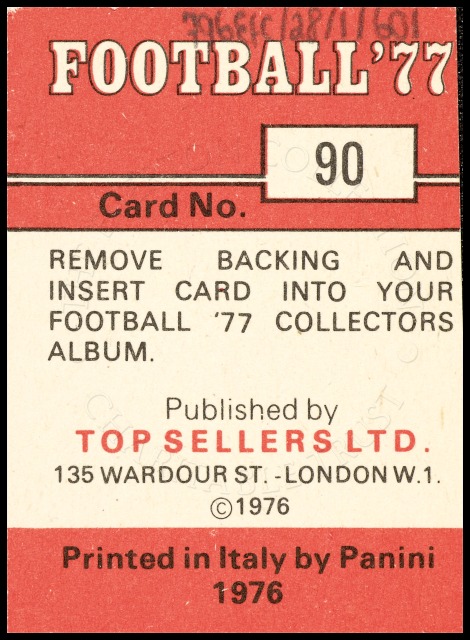 FOOTBALL '77
90
Card No.
REMOVE BACKING AND
INSERT CARD INTO YOUR
FOOTBALL '77 COLLECTORS
ALBUM.
Published by
TOP SELLERS LTD.
135 WARDOUR ST. - LONDON W.1.
©1976
Printed in Italy by Panini
1976